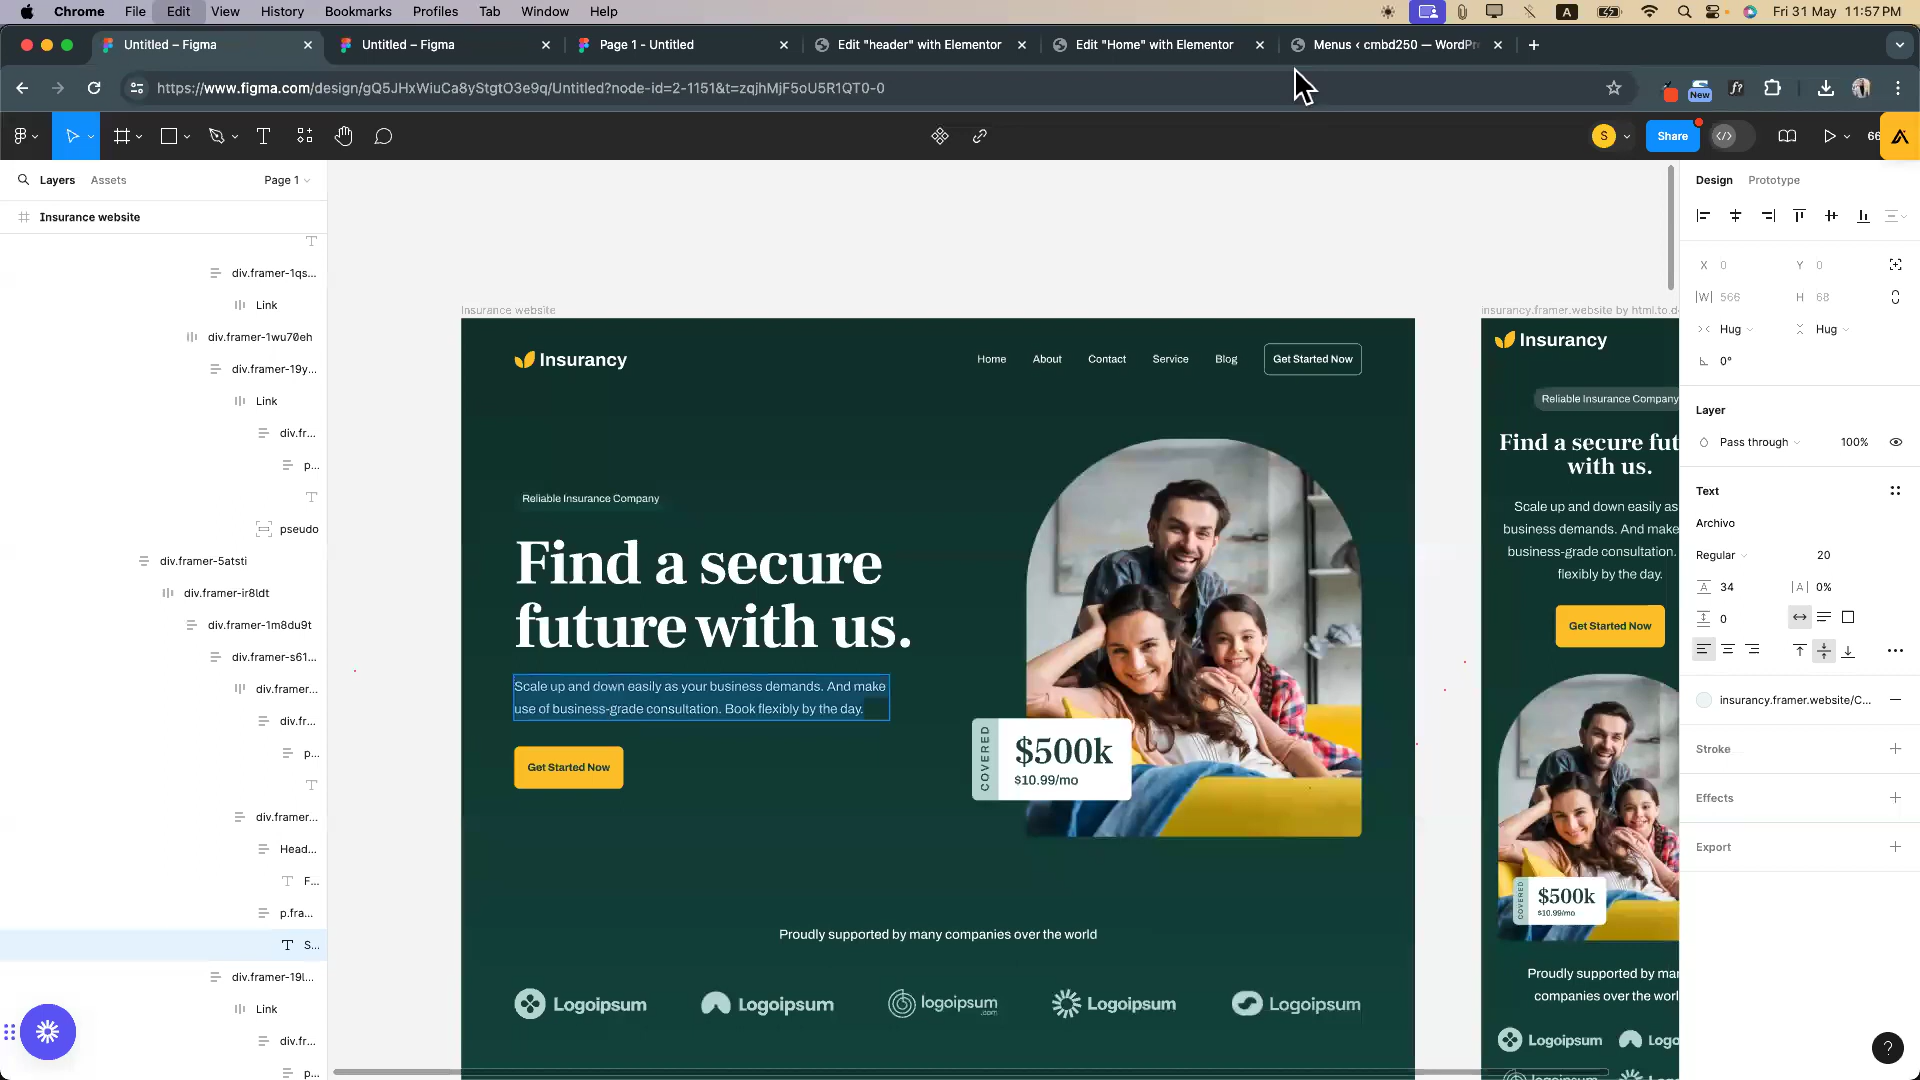 Chrome File Edit View History Bookmarks Profiles Tab Window Help
A Fri 31 May 11:57 PM
Untitled – Figma
Untitled – Figma
Page 1 - Untitled
Edit "header" with Elementor
Edit "Home" with Elementor
Menus ‹ cmbd250 — WordPr
https://www.figma.com/design/gQ5JHxWiuCa8yStgtO3e9q/Untitled?node-id=2-1151&t=zqjhMjF5oU5R1QT0-0
New
f?
S
Share
66
Layers
Assets
Page 1
Insurance website
div.framer-1qs...
Link
div.framer-1wu70eh
div.framer-19y...
Link
div.fr...
p...
pseudo
div.framer-5atsti
div.framer-ir8ldt
div.framer-1m8du9t
div.framer-s61...
div.framer...
div.fr...
p...
div.framer...
Head...
F...
p.fra...
S...
div.framer-19l...
Link
div.fr...
p...
Insurance website
Insurancy
Home
About
Contact
Service
Blog
Get Started Now
Reliable Insurance Company
Find a secure
future with us.
Scale up and down easily as your business demands. And make
use of business-grade consultation. Book flexibly by the day.
Get Started Now
COVERED
$500k
$10.99/mo
Proudly supported by many companies over the world
Logoipsum
Logoipsum
logoipsum
.com
Logoipsum
Logoipsum
insurancy.framer.website by html.to.d
Insurancy
Reliable Insurance Company
Find a secure fut
with us.
Scale up and down easily as
business demands. And make
business-grade consultation.
flexibly by the day.
Get Started Now
COVERED
$500k
$10.99/mo
Proudly supported by mar
companies over the worl
Logoipsum
Logo
Design
Prototype
X 0
Y 0
W 566
H 68
Hug
Hug
0°
Layer
Pass through
100%
Text
Archivo
Regular
20
A 34
A 0%
0
insurancy.framer.website/C...
Stroke
Effects
Export
?